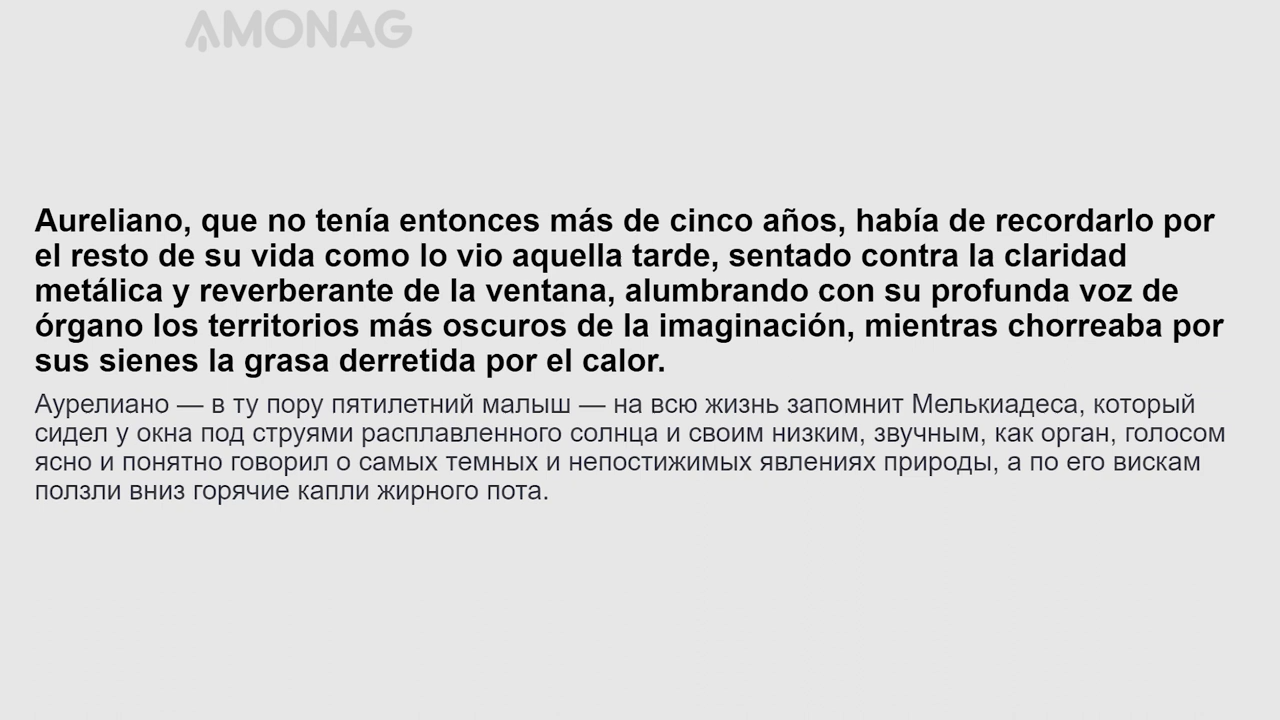 AMONAG
Aureliano, que no tenía entonces más de cinco años, había de recordarlo por
el resto de su vida como lo vio aquella tarde, sentado contra la claridad
metálica y reverberante de la ventana, alumbrando con su profunda voz de
órgano los territorios más oscuros de la imaginación, mientras chorreaba por
sus sienes la grasa derretida por el calor.
Аурелиано — в ту пору пятилетний малыш — на всю жизнь запомнит Мелькиадеса, который
сидел у окна под струями расплавленного солнца и своим низким, звучным, как орган, голосом
ясно и понятно говорил о самых темных и непостижимых явлениях природы, а по его вискам
ползли вниз горячие капли жирного пота.